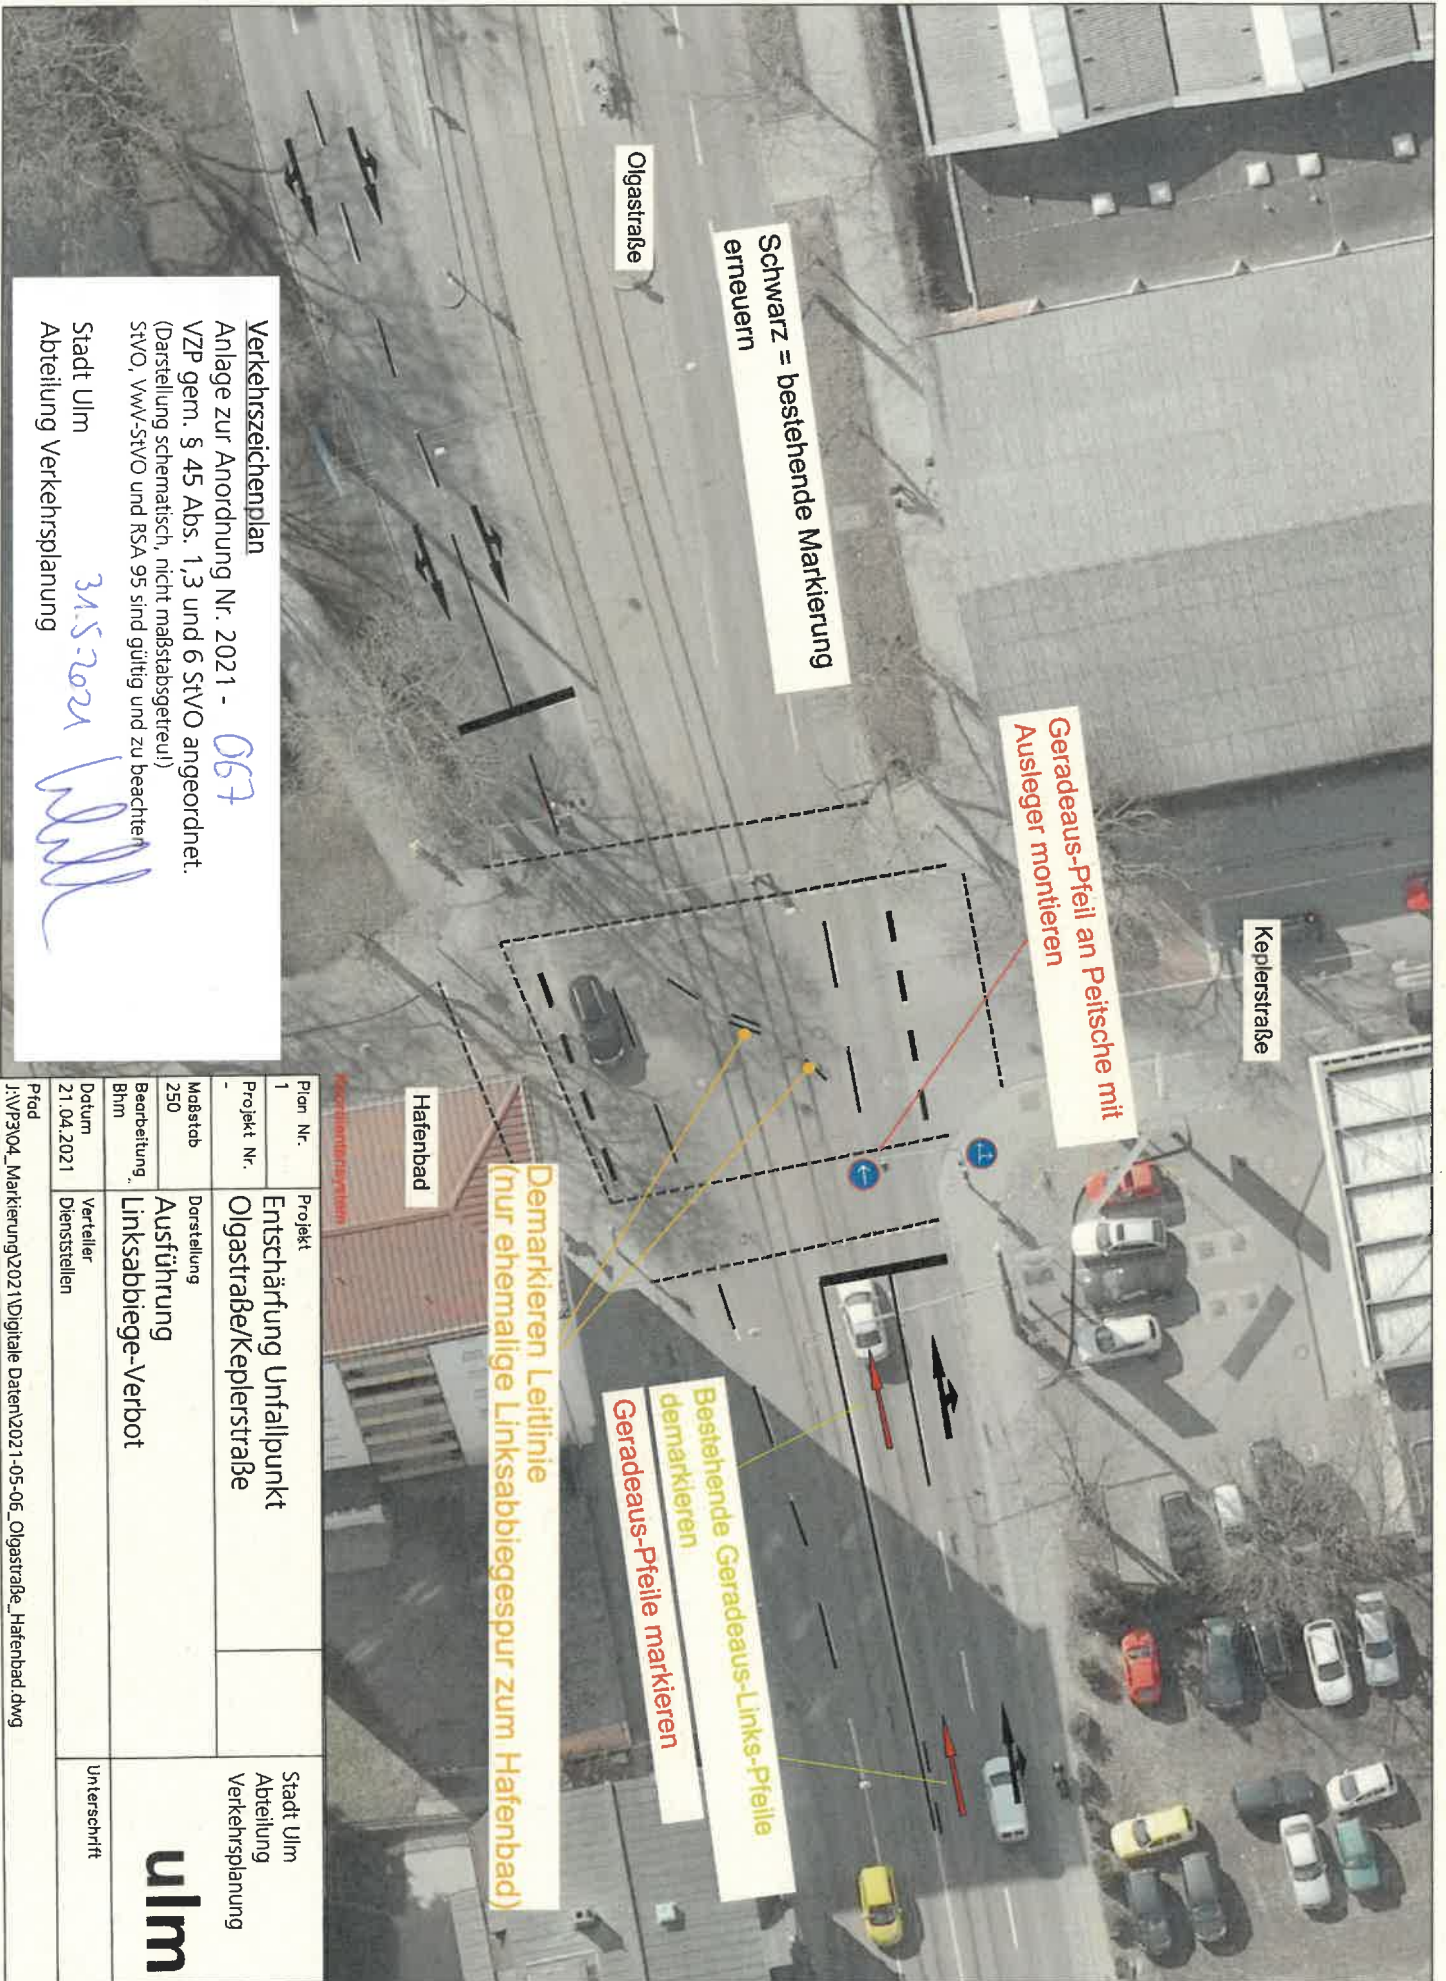 Olgastraße
Schwarz = bestehende Markierung
erneuern
Geradeaus-Pfeil an Peitsche mit
Ausleger montieren
Keplerstraße
Hafenbad
Demarkieren Leitlinie
(nur ehemalige Linksabbiegespur zum Hafenbad)
Bestehende Geradeaus-Links-Pfeile
demarkieren
Geradeaus-Pfeile markieren
Verkehrszeichenplan
Anlage zur Anordnung Nr. 2021 - 067
VZP gem. § 45 Abs. 1,3 und 6 StVO angeordnet.
(Darstellung schematisch, nicht maßstabsgetreu!)
StVO, VwV-StVO und RSA 95 sind gültig und zu beachten
Stadt Ulm 31.5.2021
Abteilung Verkehrsplanung
Koordinatensystem
Plan Nr.
1
Projekt
Entschärfung Unfallpunkt
Olgastraße/Keplerstraße
Projekt Nr.
-
Maßstab
250
Darstellung
Ausführung
Linksabbiege-Verbot
Bearbeitung
Bhm
Datum
21.04.2021
Verteiler
Dienststellen
Stadt Ulm
Abteilung
Verkehrsplanung
ulm
Unterschrift
Pfad
J:\VP3\04_Markierung\2021\Digitale Daten\2021-05-06_Olgastraße_Hafenbad.dwg